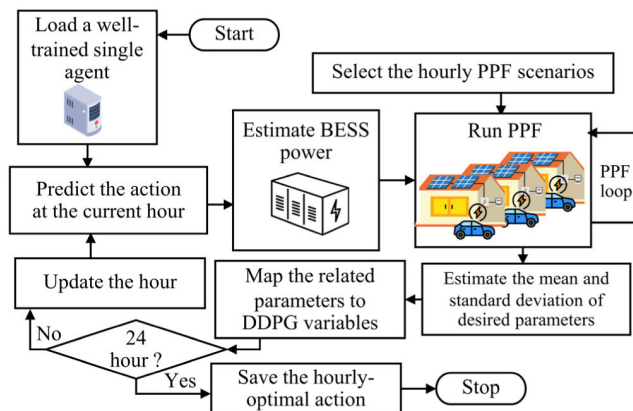 Load a well-
trained single
agent
Start
Select the hourly PPF scenarios
Predict the action
at the current hour
Estimate BESS
power
Run PPF
PPF
loop
Update the hour
Map the related
parameters to
DDPG variables
Estimate the mean and
standard deviation of
desired parameters
No
24
hour ?
Yes
Save the hourly-
optimal action
Stop